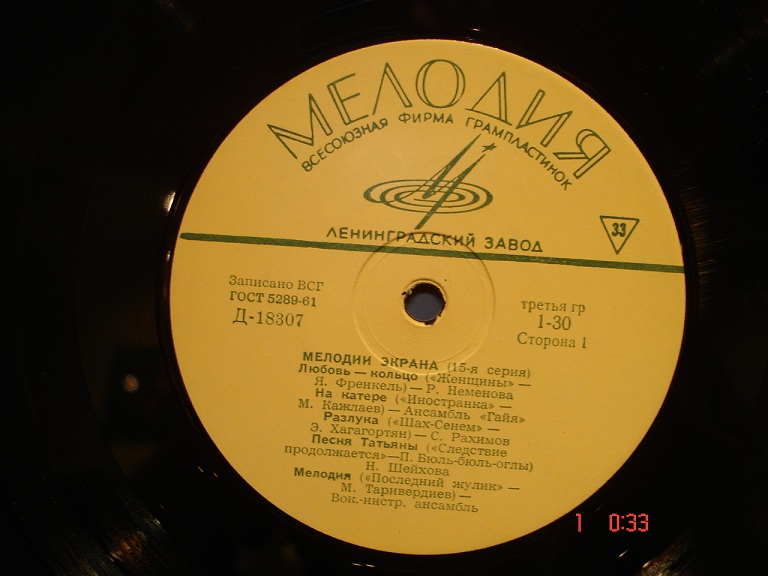 МЕЛОДИЯ
ВСЕСОЮЗНАЯ ФИРМА ГРАМПЛАСТИНОК
ЛЕНИНГРАДСКИЙ ЗАВОД
33
Записано ВСГ
ГОСТ 5289-61
Д-18307
третья гр
1-30
Сторона 1
МЕЛОДИИ ЭКРАНА (15-я серия)
Любовь — кольцо («Женщины» —
Я. Френкель) — Р. Неменова
На катере («Иностранка» —
М. Кажлаев) — Ансамбль «Гайя»
Разлука («Шах-Сенем» —
Э. Хагагортян) — С. Рахимов
Песня Татьяны («Следствие
продолжается» — П. Бюль-бюль-оглы)
Н. Шейхова
Мелодия («Последний жулик» —
М. Таривердиев) —
Вок.-инстр. ансамбль
1 0:33